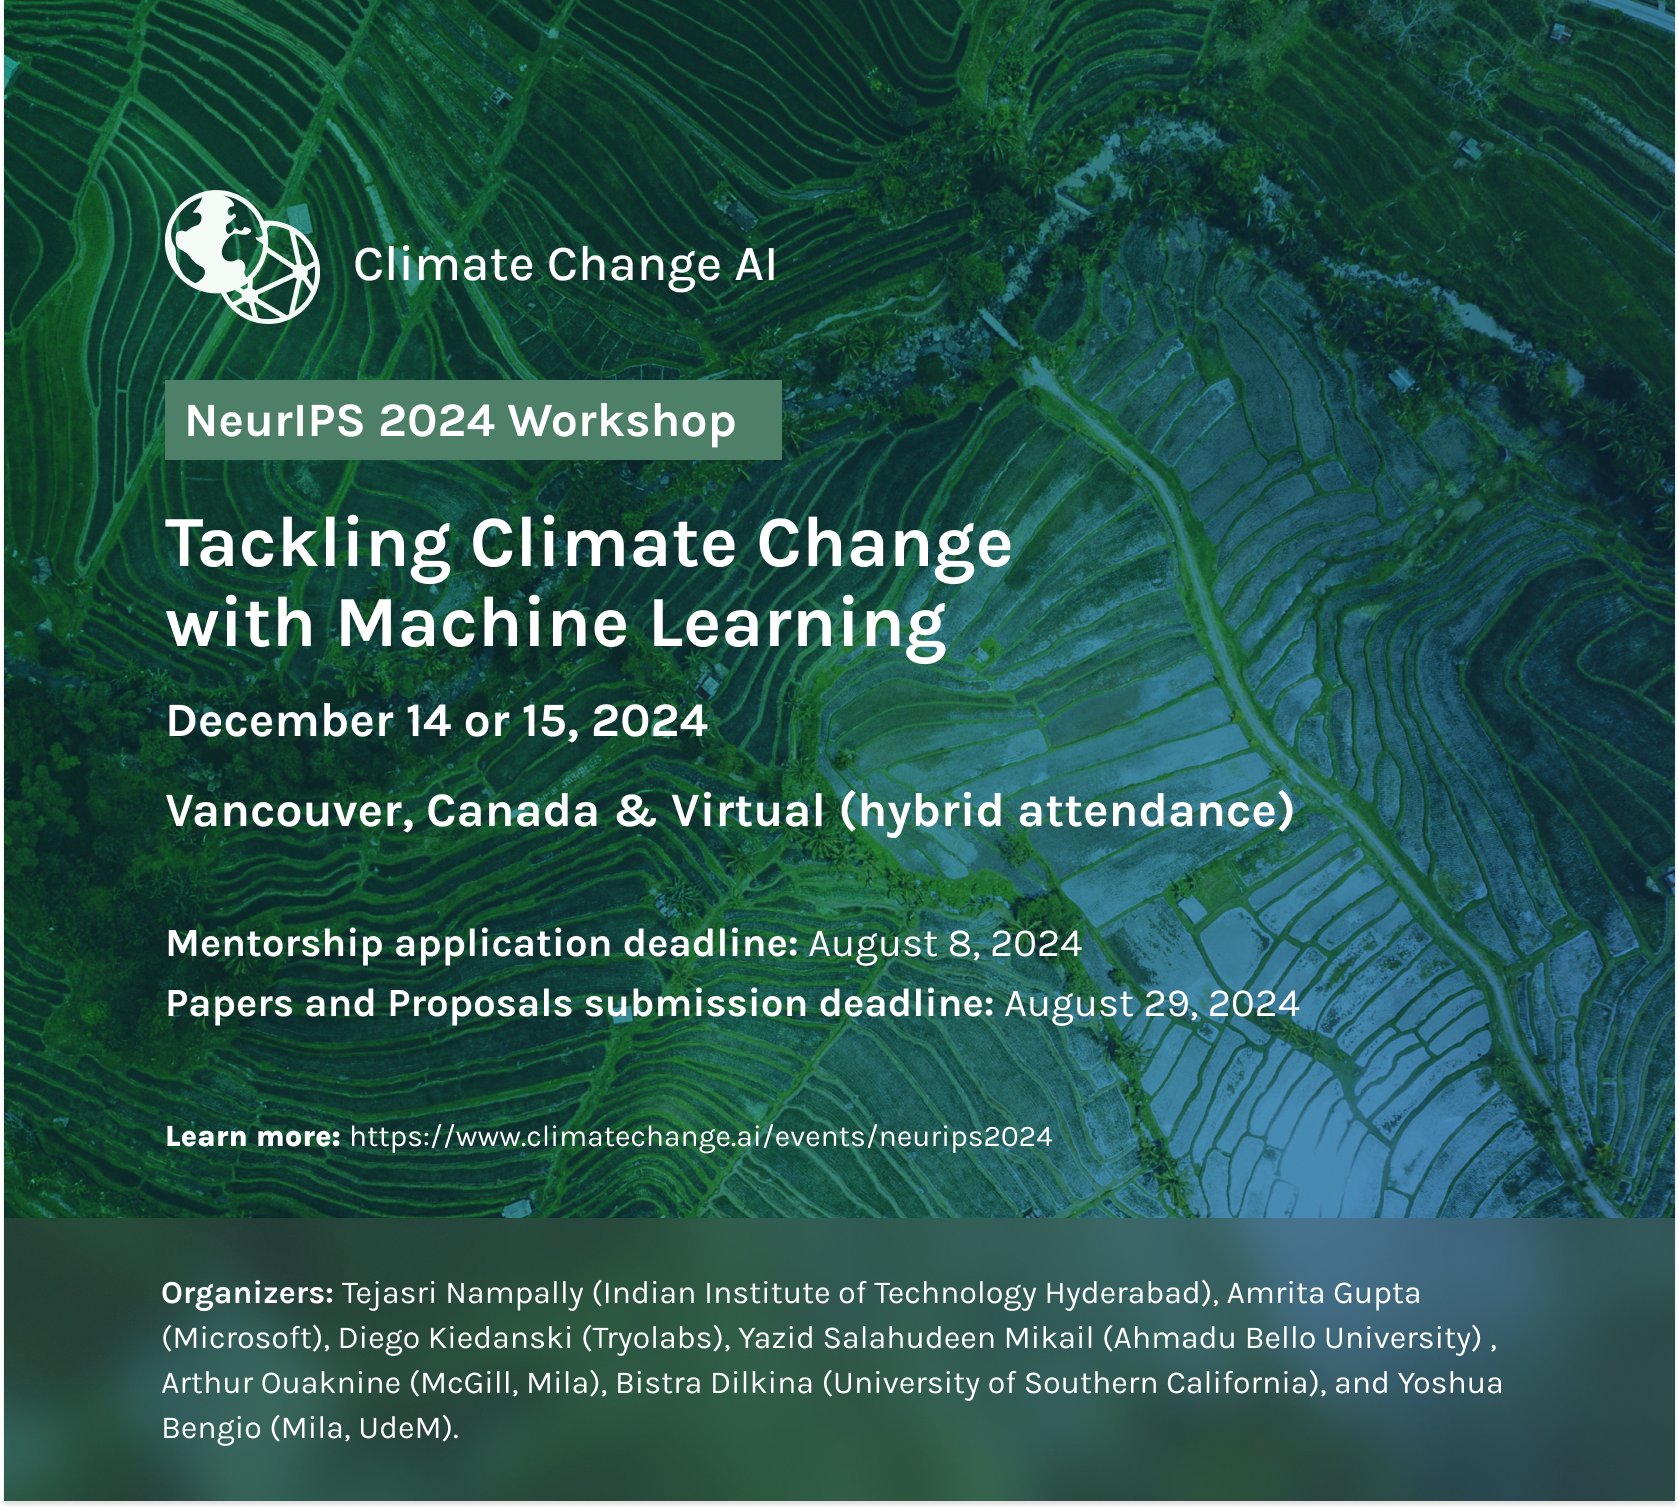 Climate Change AI
NeurIPS 2024 Workshop
Tackling Climate Change
with Machine Learning
December 14 or 15, 2024
Vancouver, Canada & Virtual (hybrid attendance)
Mentorship application deadline: August 8, 2024
Papers and Proposals submission deadline: August 29, 2024
Learn more: https://www.climatechange.ai/events/neurips2024
Organizers: Tejasri Nampally (Indian Institute of Technology Hyderabad), Amrita Gupta
(Microsoft), Diego Kiedanski (Tryolabs), Yazid Salahudeen Mikail (Ahmadu Bello University) ,
Arthur Ouaknine (McGill, Mila), Bistra Dilkina (University of Southern California), and Yoshua
Bengio (Mila, UdeM).